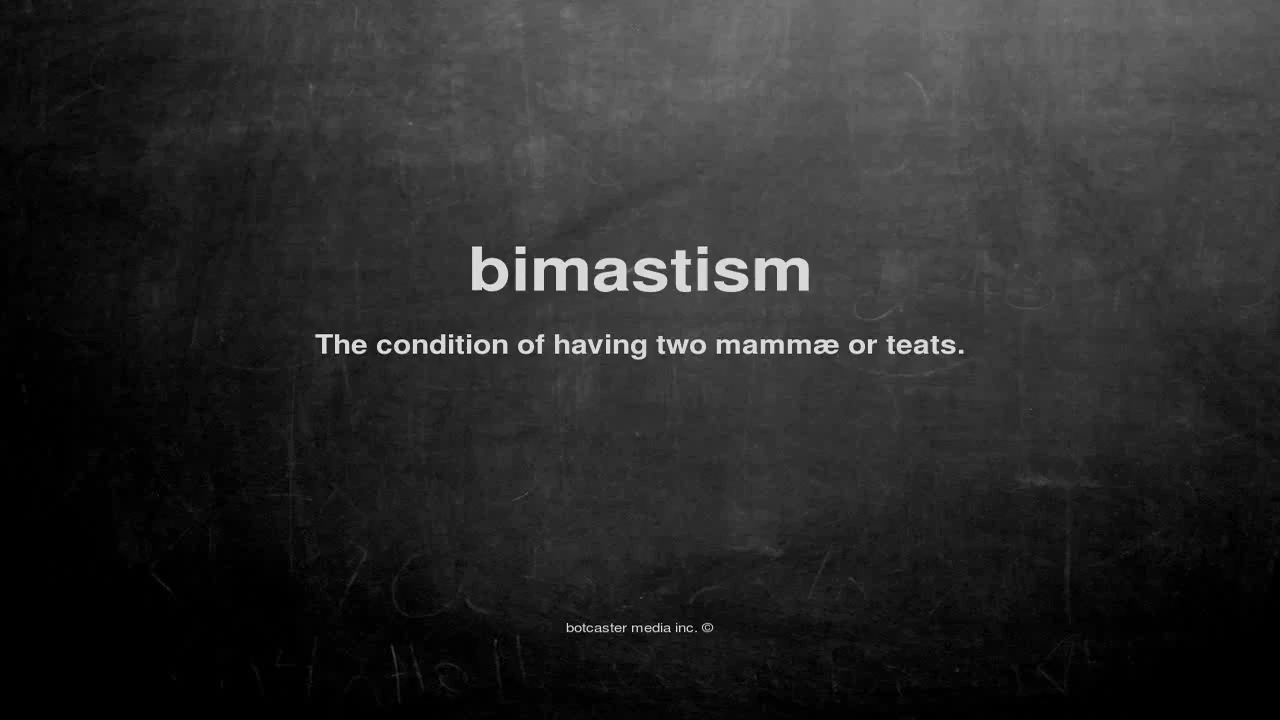 bimastism
The condition of having two mammæ or teats.
botcaster media inc. ©